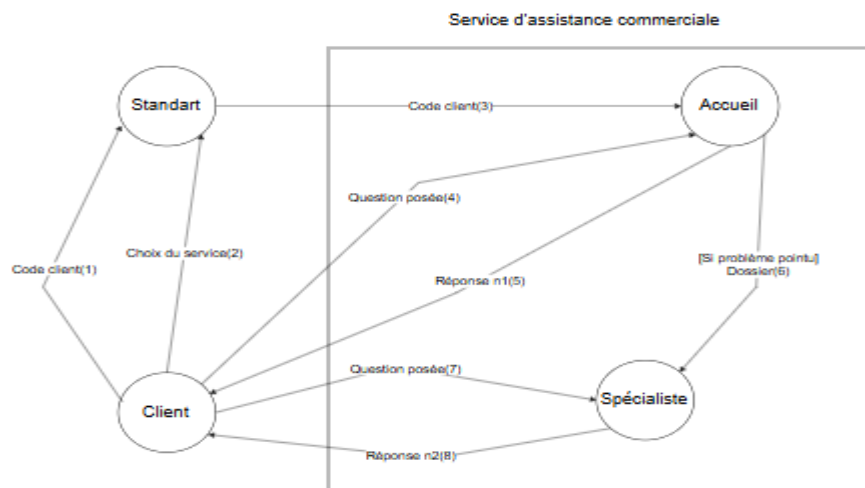 Service d'assistance commerciale
Standart
Accueil
Code client(3)
Question posée(4)
Choix du service(2)
Code client(1)
[Si problème pointu]
Dossier(6)
Réponse n1(5)
Question posée(7)
Client
Spécialiste
Réponse n2(8)